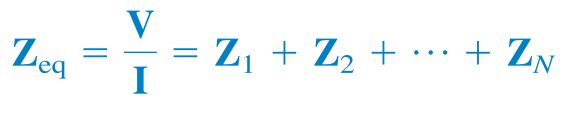 Z_eq = V/I = Z_1 + Z_2 + ⋯ + Z_N